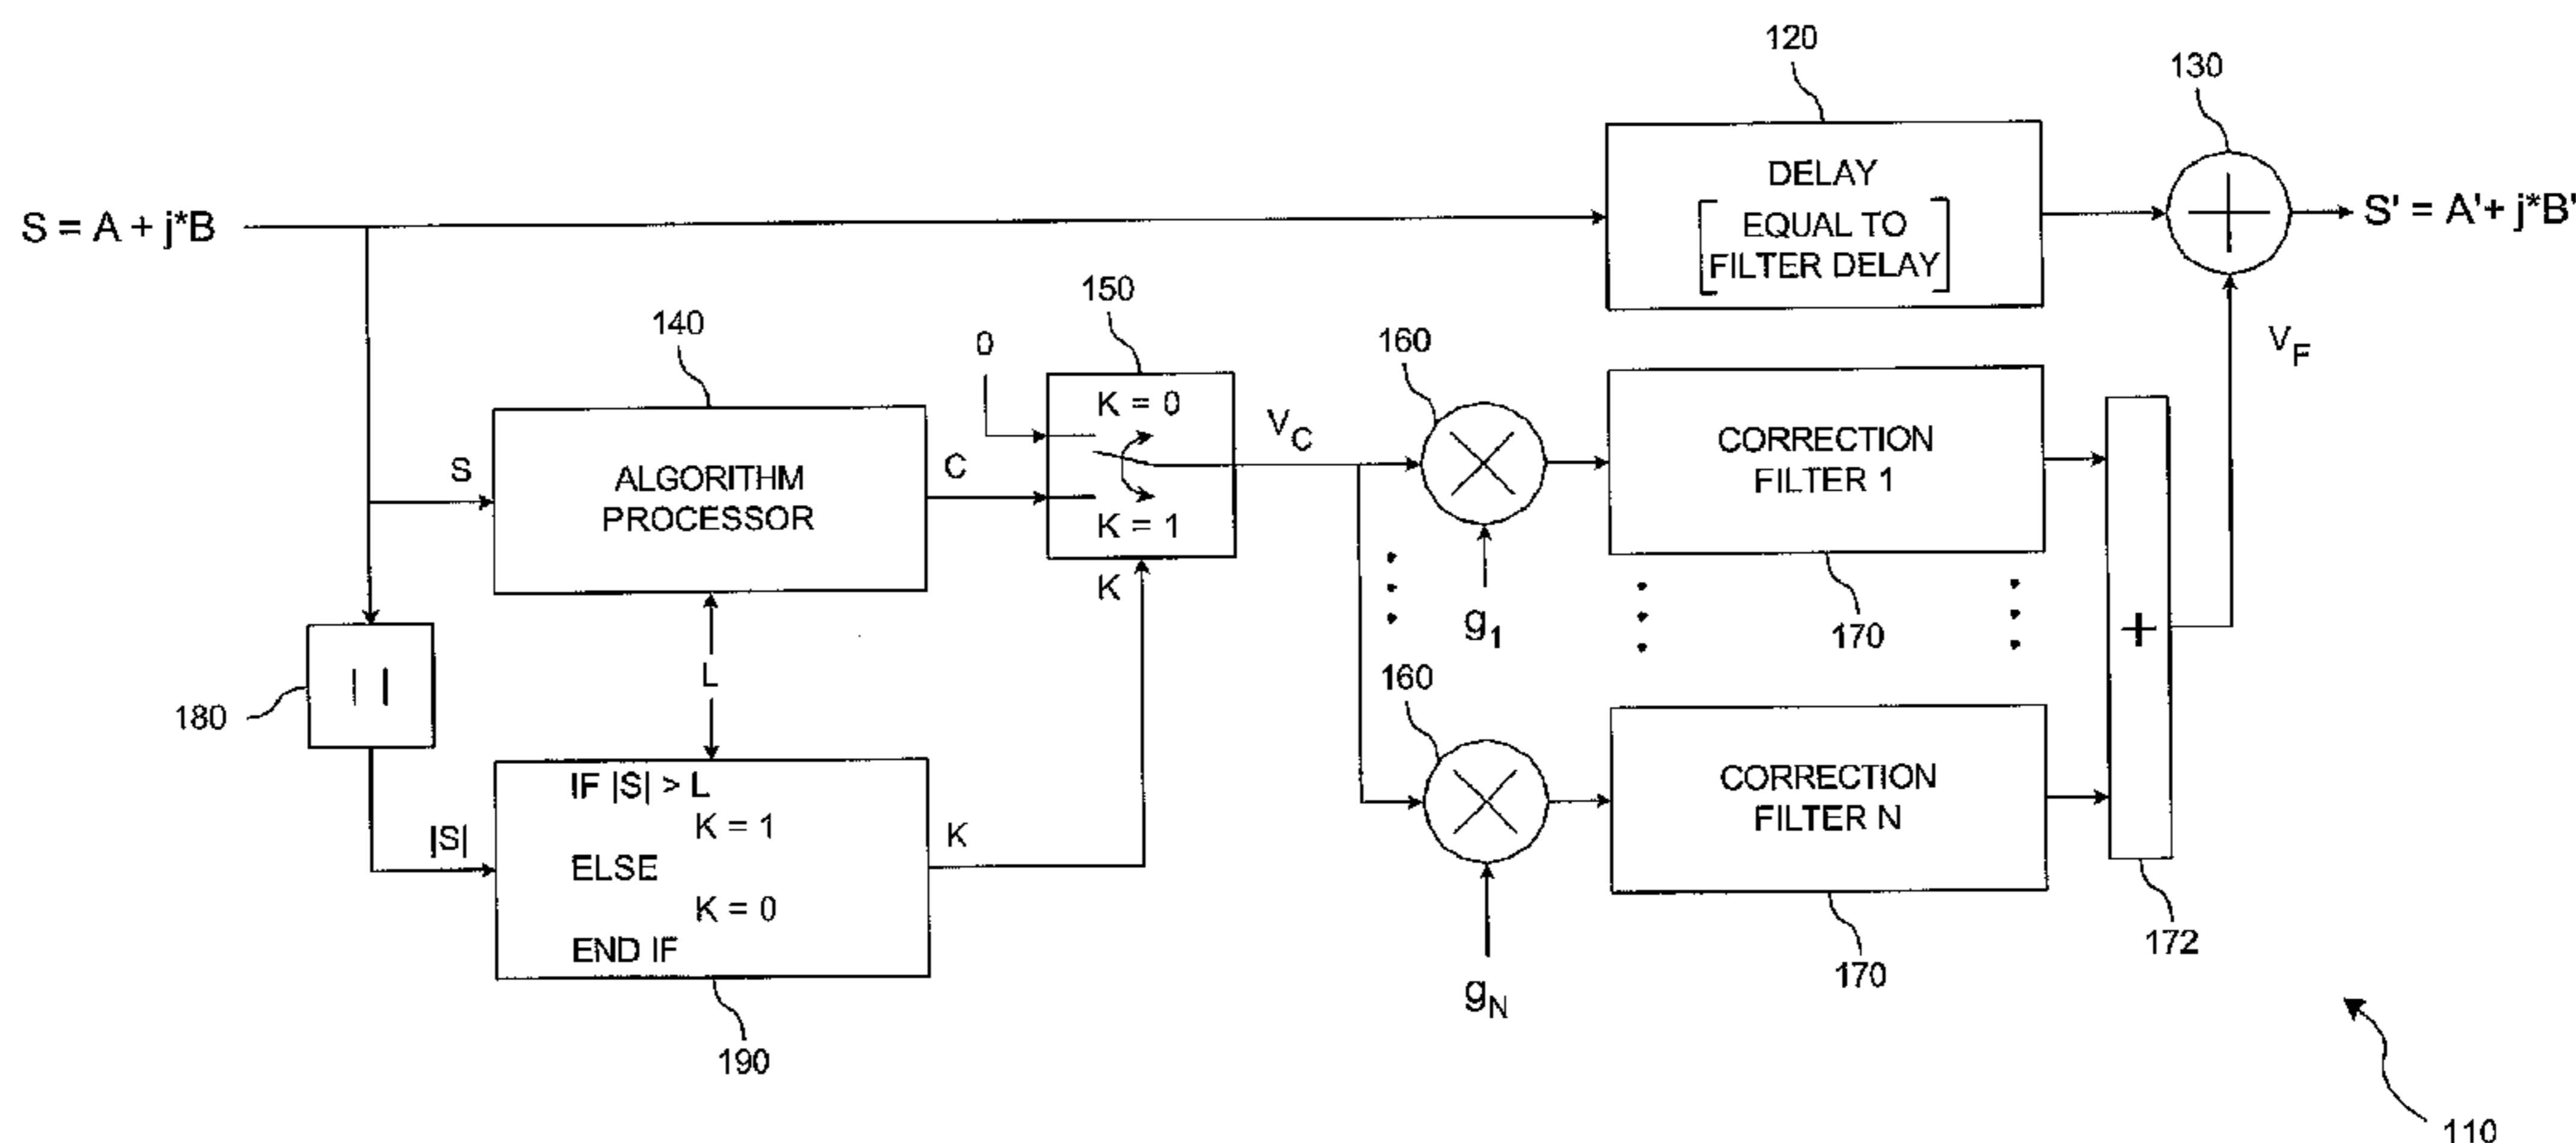 120
130
DELAY
EQUAL TO
FILTER DELAY
S = A + j*B
S' = A'+ j*B'
150
140
0
160
V_F
K = 0
V_C
CORRECTION
FILTER 1
S
ALGORITHM
PROCESSOR
C
K = 1
K
g_1
170
+
L
180
| |
160
IF |S| > L
K = 1
ELSE
K = 0
END IF
|S|
K
CORRECTION
FILTER N
172
170
g_N
190
110